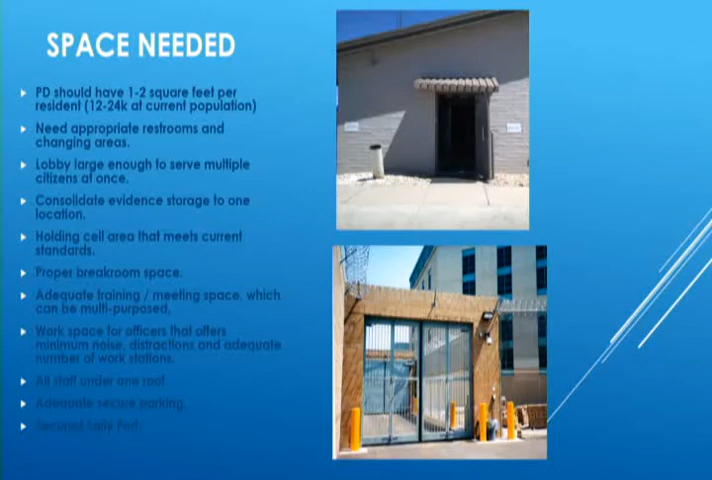 SPACE NEEDED
PD should have 1-2 square feet per
resident (12-24k at current population)
Need appropriate restrooms and
changing areas.
Lobby large enough to serve multiple
citizens at once.
Consolidate evidence storage to one
location.
Holding cell area that meets current
standards.
Proper breakroom space.
Adequate training / meeting space, which
can be multi-purposed.
Work space for officers that offers
minimum noise, distractions and adequate
number of work stations.
All staff under one roof.
Adequate secure parking.
Secured Sally Port.